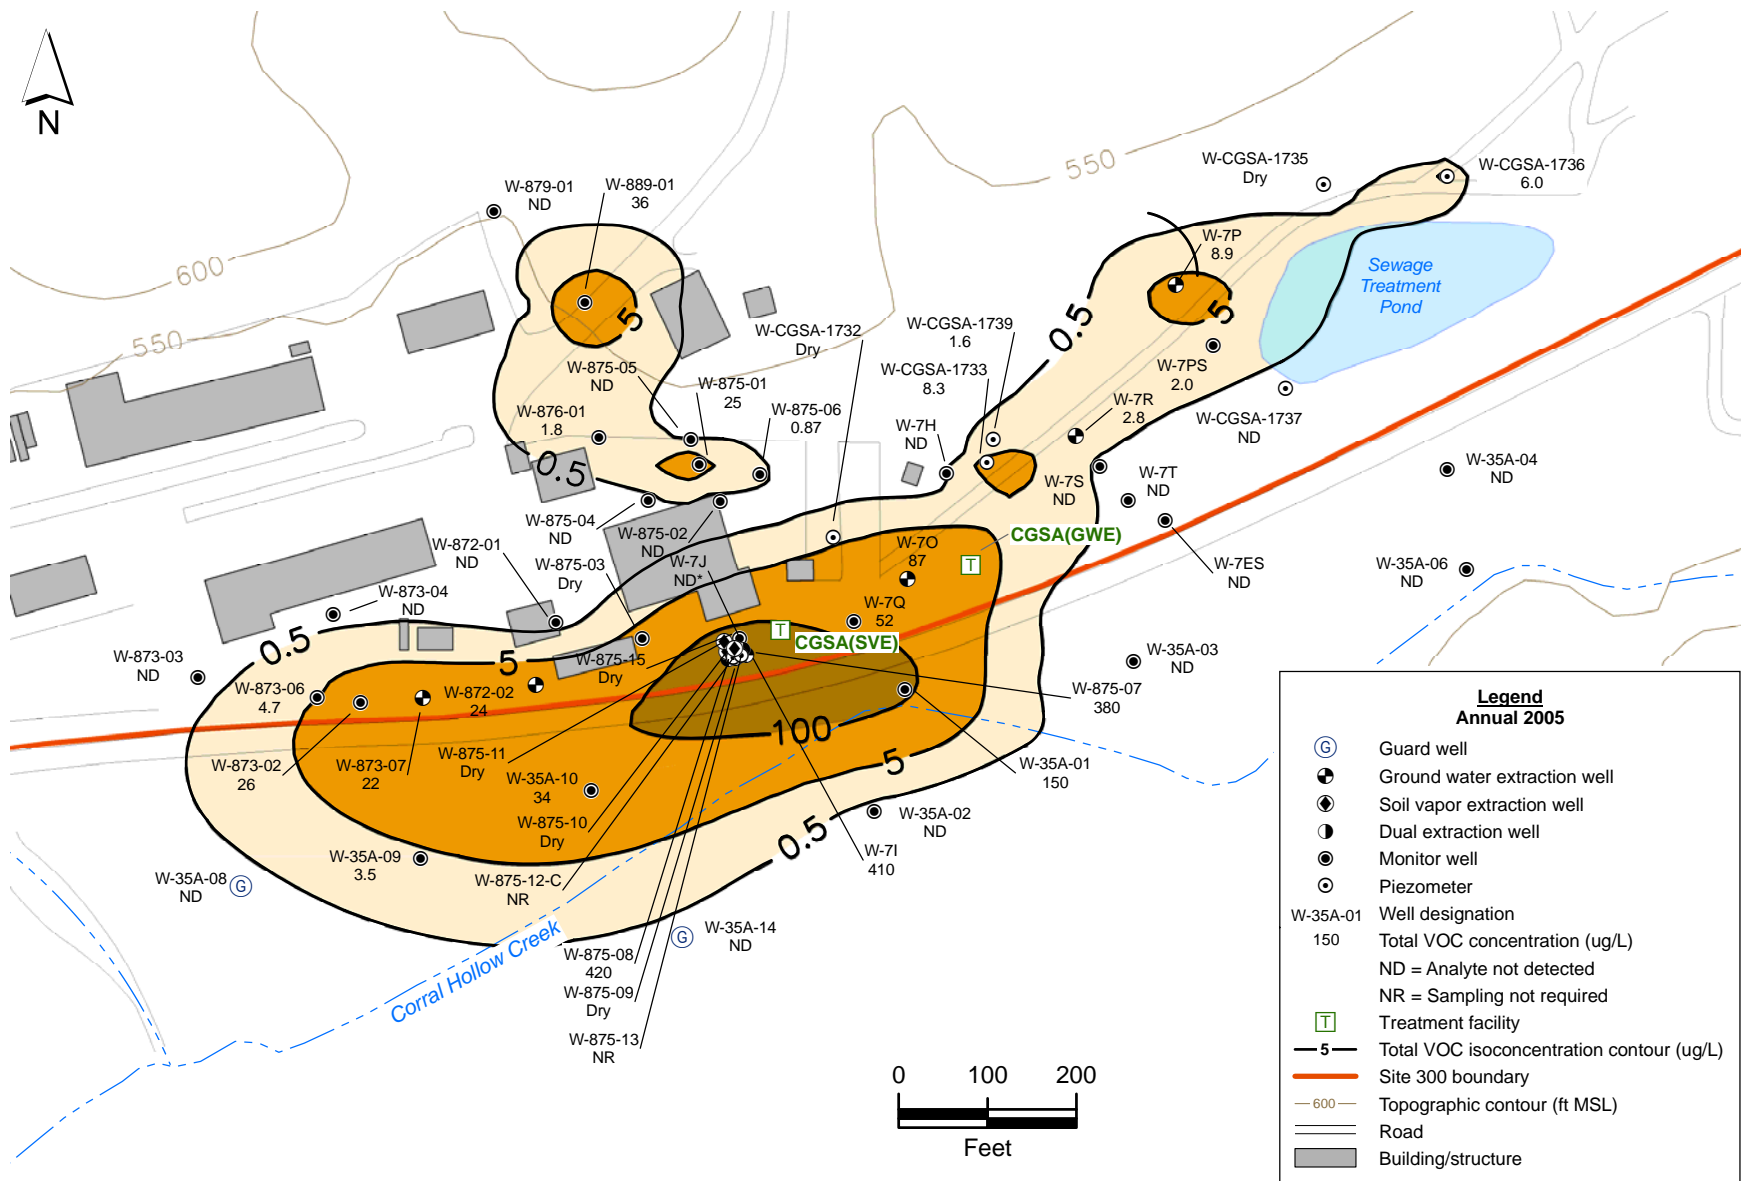 N
600
550
550
W-879-01
ND
W-889-01
36
W-CGSA-1735
Dry
W-CGSA-1736
6.0
W-7P
8.9
Sewage
Treatment
Pond
5
5
0.5
W-CGSA-1732
Dry
W-CGSA-1739
1.6
W-CGSA-1733
8.3
W-875-05
ND
W-875-01
25
W-876-01
1.8
W-875-06
0.87
W-7PS
2.0
W-7R
2.8
W-CGSA-1737
ND
W-7H
ND
0.5
W-7S
ND
W-7T
ND
W-35A-04
ND
W-875-04
ND
W-875-02
ND
W-872-01
ND
W-875-03
Dry
W-7J
ND*
W-7O
87
CGSA(GWE)
T
W-7ES
ND
W-35A-06
ND
W-873-04
ND
W-7Q
52
T
CGSA(SVE)
0.5
5
W-875-15
Dry
W-873-03
ND
W-873-06
4.7
W-872-02
24
W-35A-03
ND
W-875-07
380
100
W-873-02
26
W-873-07
22
W-875-11
Dry
W-35A-10
34
5
W-35A-01
150
W-875-10
Dry
W-35A-02
ND
0.5
W-35A-09
3.5
W-7I
410
W-35A-08
ND
G
W-875-12-C
NR
G
W-35A-14
ND
Corral Hollow Creek
W-875-08
420
W-875-09
Dry
W-875-13
NR
0 100 200
Feet
Legend
Annual 2005
G Guard well
Ground water extraction well
Soil vapor extraction well
Dual extraction well
Monitor well
Piezometer
W-35A-01 Well designation
150 Total VOC concentration (ug/L)
ND = Analyte not detected
NR = Sampling not required
T Treatment facility
5 Total VOC isoconcentration contour (ug/L)
Site 300 boundary
600 Topographic contour (ft MSL)
Road
Building/structure